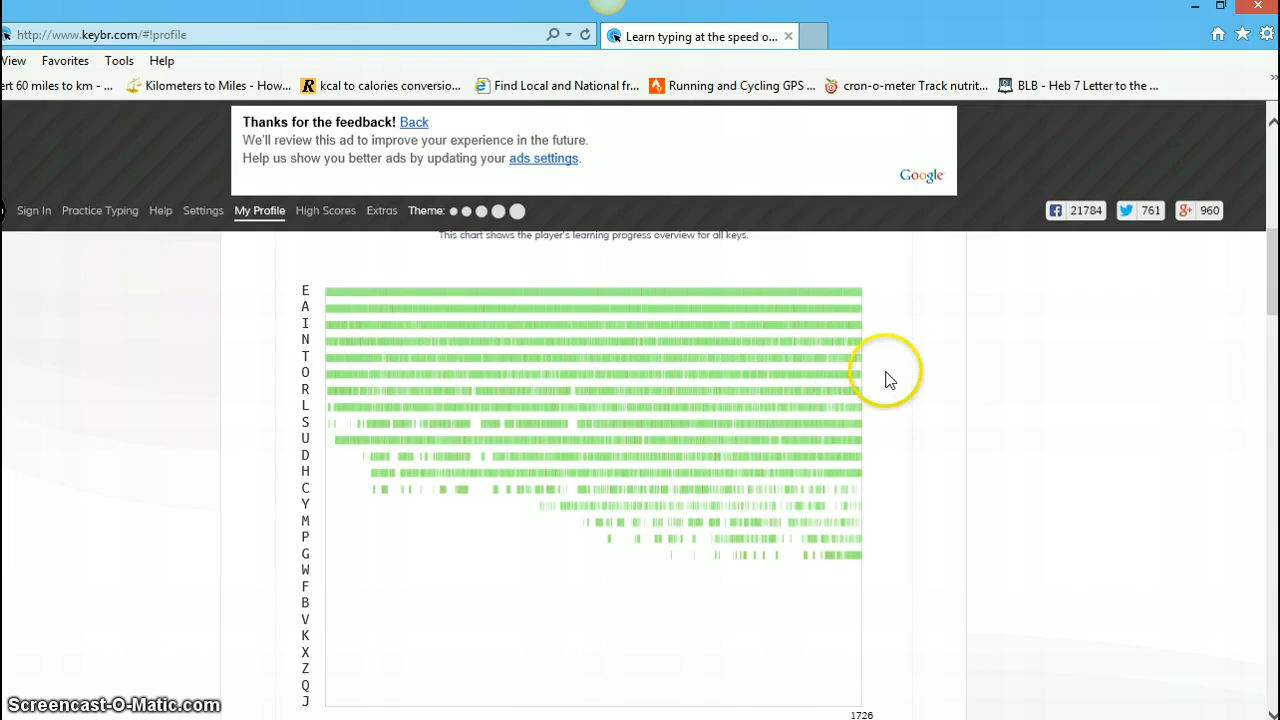 http://www.keybr.com/#!profile
Learn typing at the speed o...
View Favorites Tools Help
ert 60 miles to km - ... Kilometers to Miles - How... kcal to calories conversio... Find Local and National fr... Running and Cycling GPS ... cron-o-meter Track nutrit... BLB - Heb 7 Letter to the ...
Thanks for the feedback! Back
We'll review this ad to improve your experience in the future.
Help us show you better ads by updating your ads settings.
Google
Sign In Practice Typing Help Settings My Profile High Scores Extras Theme: 21784 761 960
This chart shows the player's learning progress overview for all keys.
E
A
I
N
T
O
R
L
S
U
D
H
C
Y
M
P
G
W
F
B
V
K
X
Z
Q
J
1726
Screencast-O-Matic.com